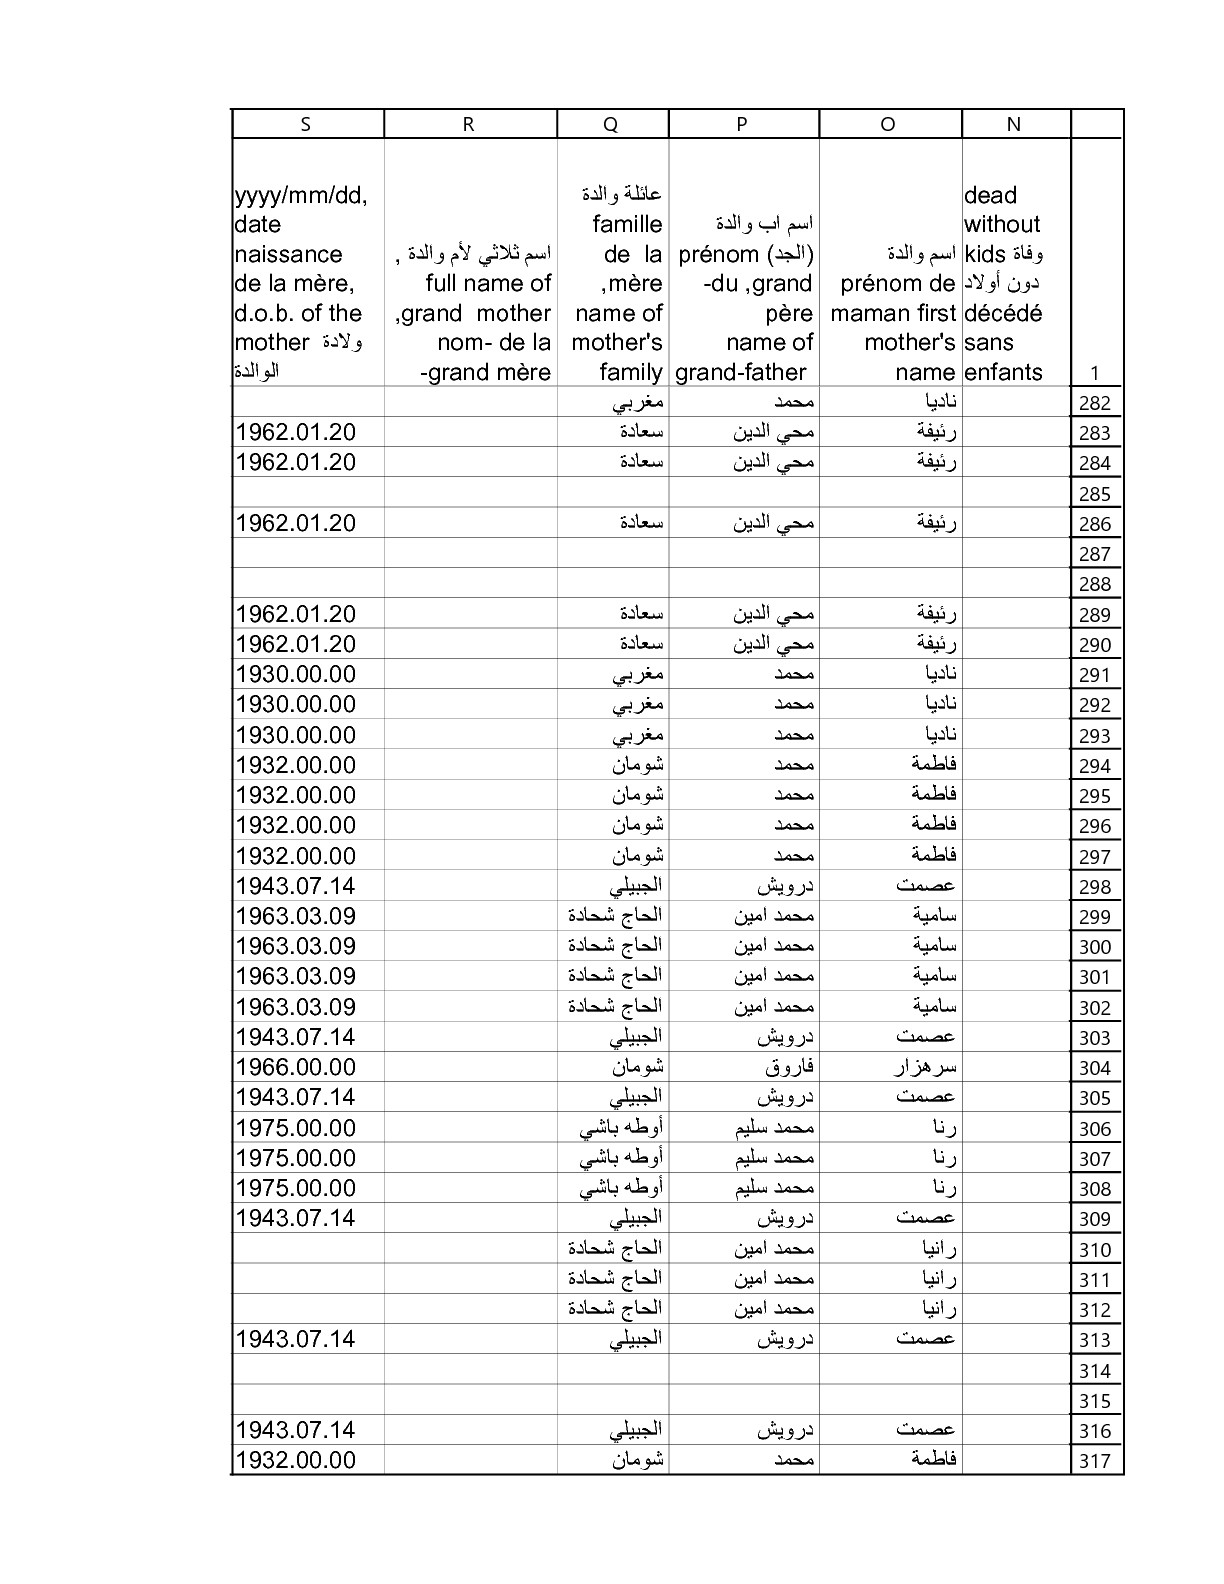 S R Q P O N
yyyy/mm/dd, date naissance de la mère, d.o.b. of the mother ولادة الوالدة
اسم ثلاثي لأم والدة , full name of grand mother, nom- de la grand mère-
عائلة والدة famille de la mère, name of mother's family
اسم اب والدة (الجد) prénom du- ,grand père name of grand-father
اسم والدة prénom de maman first mother's name
dead without kids وفاة دون أولاد décédé sans enfants
1
مغربي محمد ناديا 282
1962.01.20 سعادة محي الدين رئيفة 283
1962.01.20 سعادة محي الدين رئيفة 284
285
1962.01.20 سعادة محي الدين رئيفة 286
287
288
1962.01.20 سعادة محي الدين رئيفة 289
1962.01.20 سعادة محي الدين رئيفة 290
1930.00.00 مغربي محمد ناديا 291
1930.00.00 مغربي محمد ناديا 292
1930.00.00 مغربي محمد ناديا 293
1932.00.00 شومان محمد فاطمة 294
1932.00.00 شومان محمد فاطمة 295
1932.00.00 شومان محمد فاطمة 296
1932.00.00 شومان محمد فاطمة 297
1943.07.14 الجبيلي درويش عصمت 298
1963.03.09 الحاج شحادة محمد امين سامية 299
1963.03.09 الحاج شحادة محمد امين سامية 300
1963.03.09 الحاج شحادة محمد امين سامية 301
1963.03.09 الحاج شحادة محمد امين سامية 302
1943.07.14 الجبيلي درويش عصمت 303
1966.00.00 شومان فاروق سرهزار 304
1943.07.14 الجبيلي درويش عصمت 305
1975.00.00 أوطه باشي محمد سليم رنا 306
1975.00.00 أوطه باشي محمد سليم رنا 307
1975.00.00 أوطه باشي محمد سليم رنا 308
1943.07.14 الجبيلي درويش عصمت 309
الحاج شحادة محمد امين رانيا 310
الحاج شحادة محمد امين رانيا 311
الحاج شحادة محمد امين رانيا 312
1943.07.14 الجبيلي درويش عصمت 313
314
315
1943.07.14 الجبيلي درويش عصمت 316
1932.00.00 شومان محمد فاطمة 317